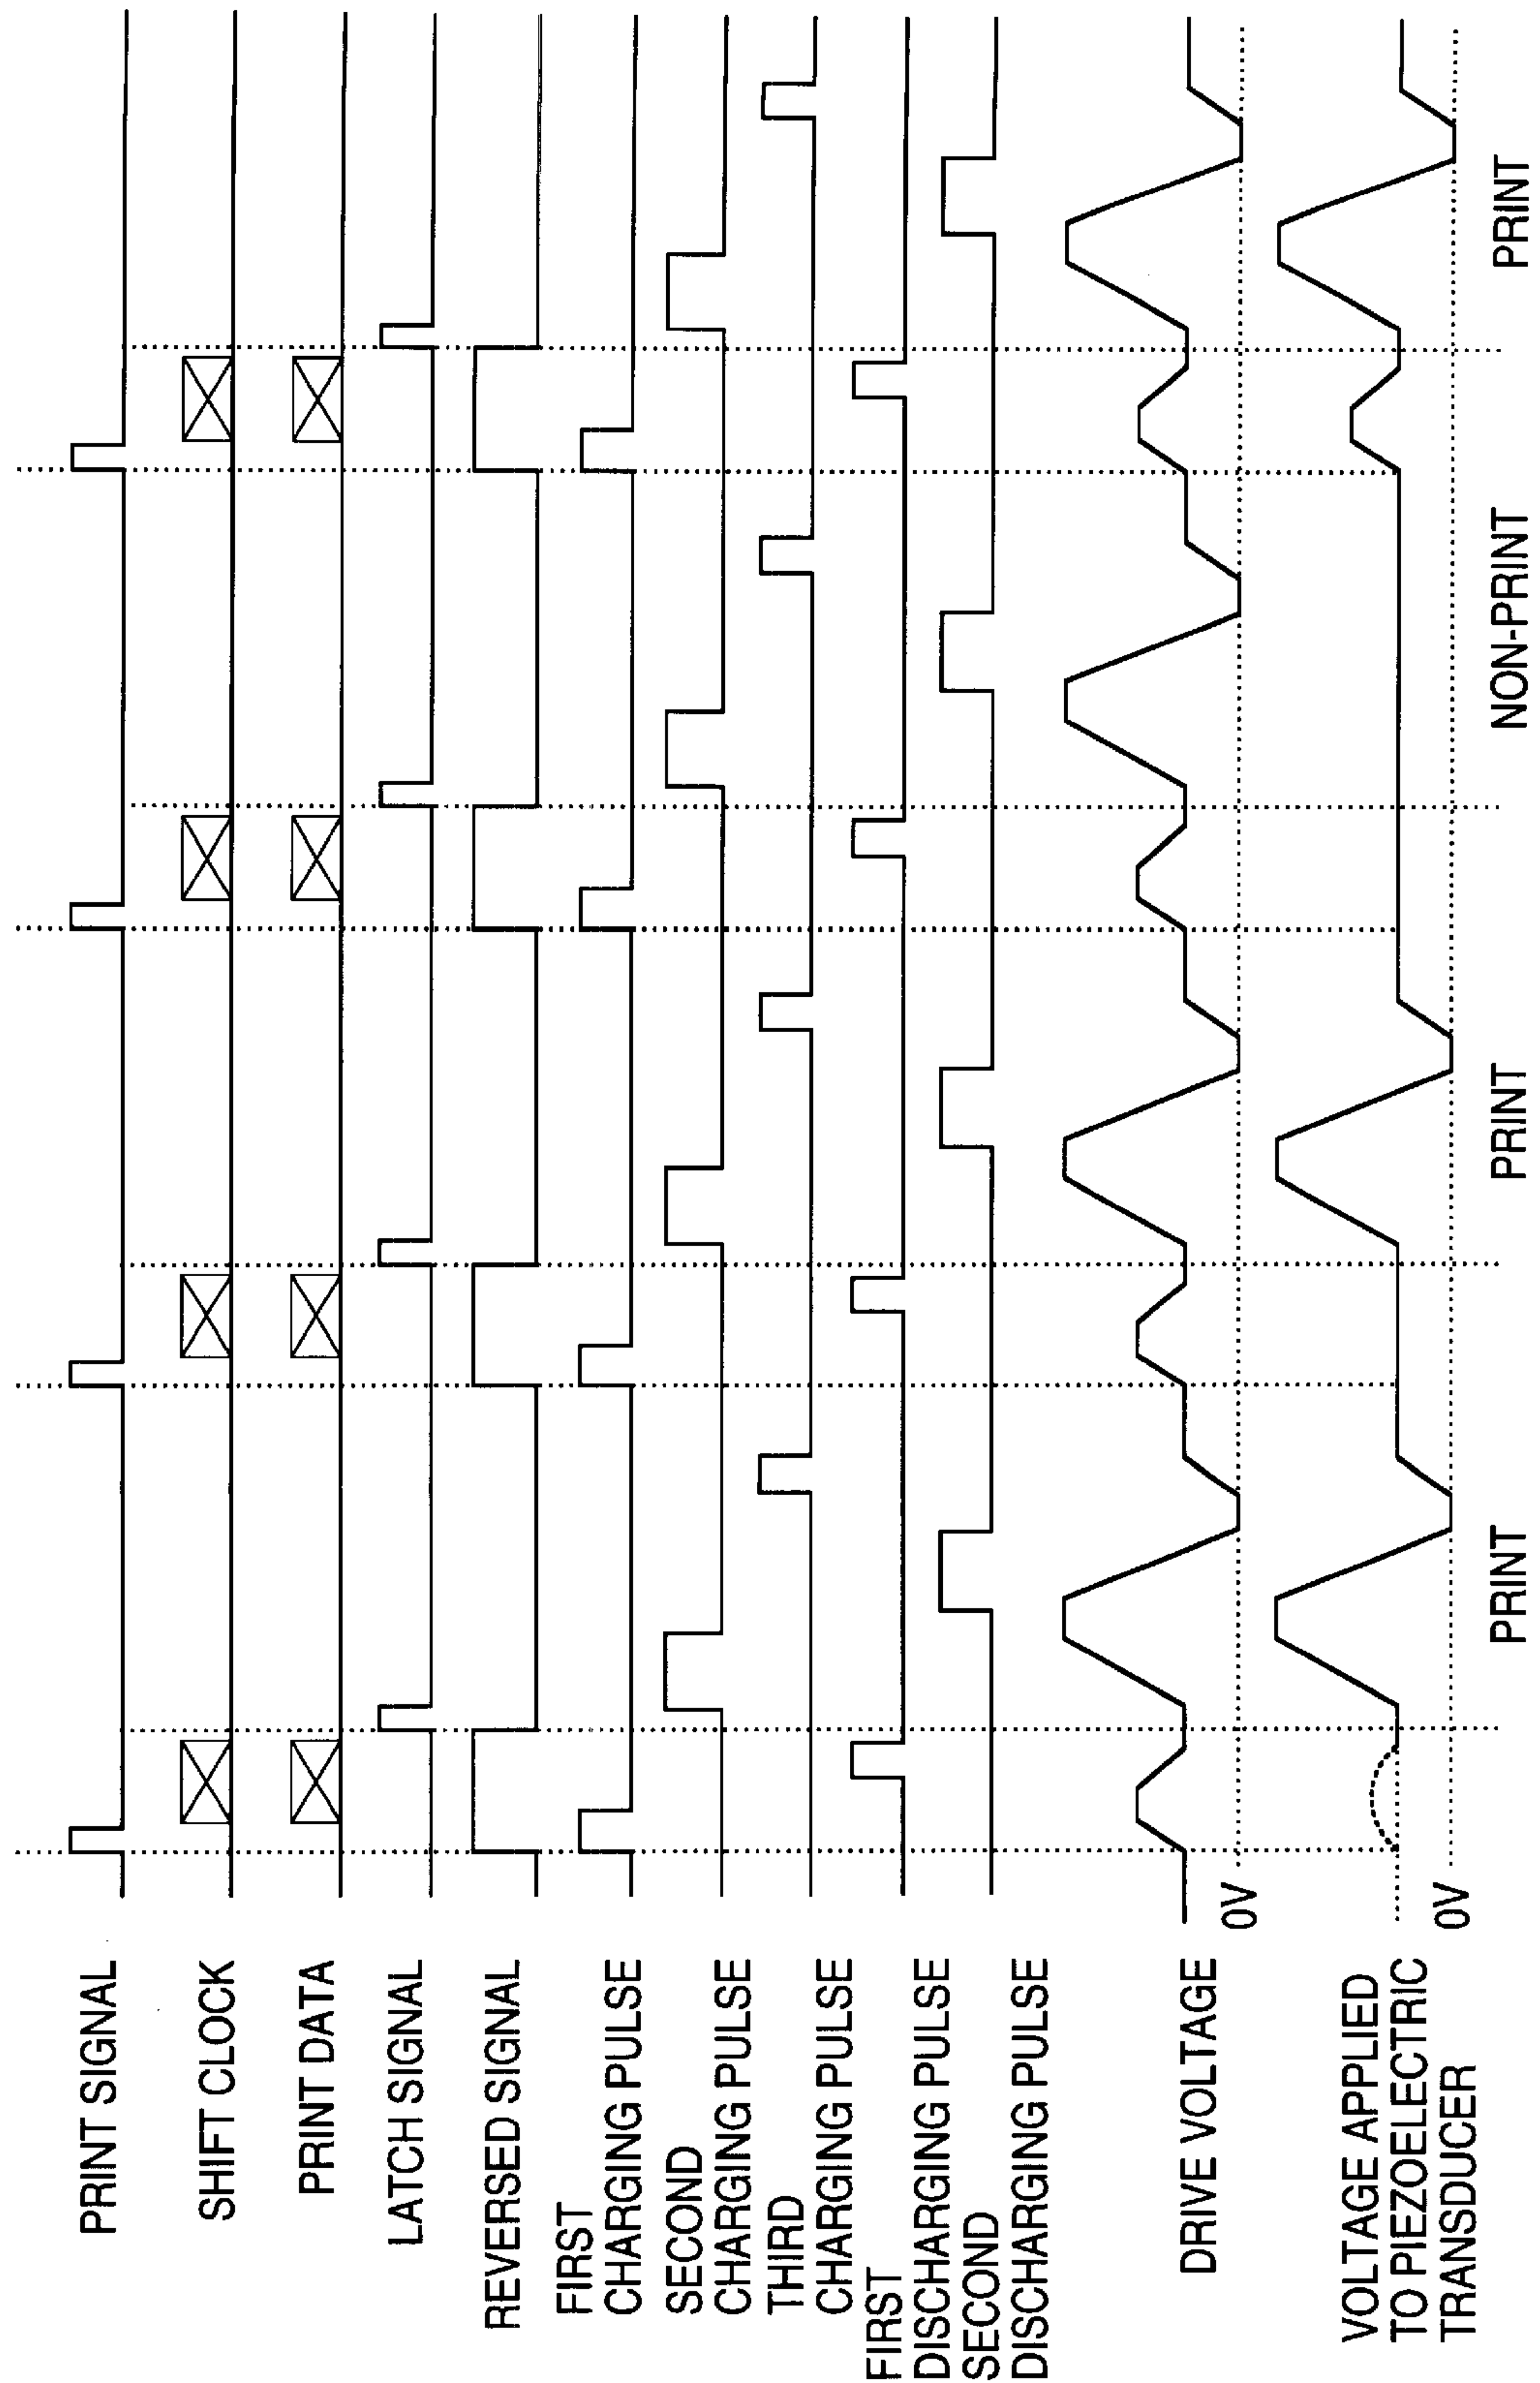 PRINT SIGNAL
SHIFT CLOCK
PRINT DATA
LATCH SIGNAL
REVERSED SIGNAL
FIRST
CHARGING PULSE
SECOND
CHARGING PULSE
THIRD
CHARGING PULSE
FIRST
DISCHARGING PULSE
SECOND
DISCHARGING PULSE
DRIVE VOLTAGE
0V
VOLTAGE APPLIED
TO PIEZOELECTRIC
TRANSDUCER
0V
PRINT
PRINT
NON-PRINT
PRINT